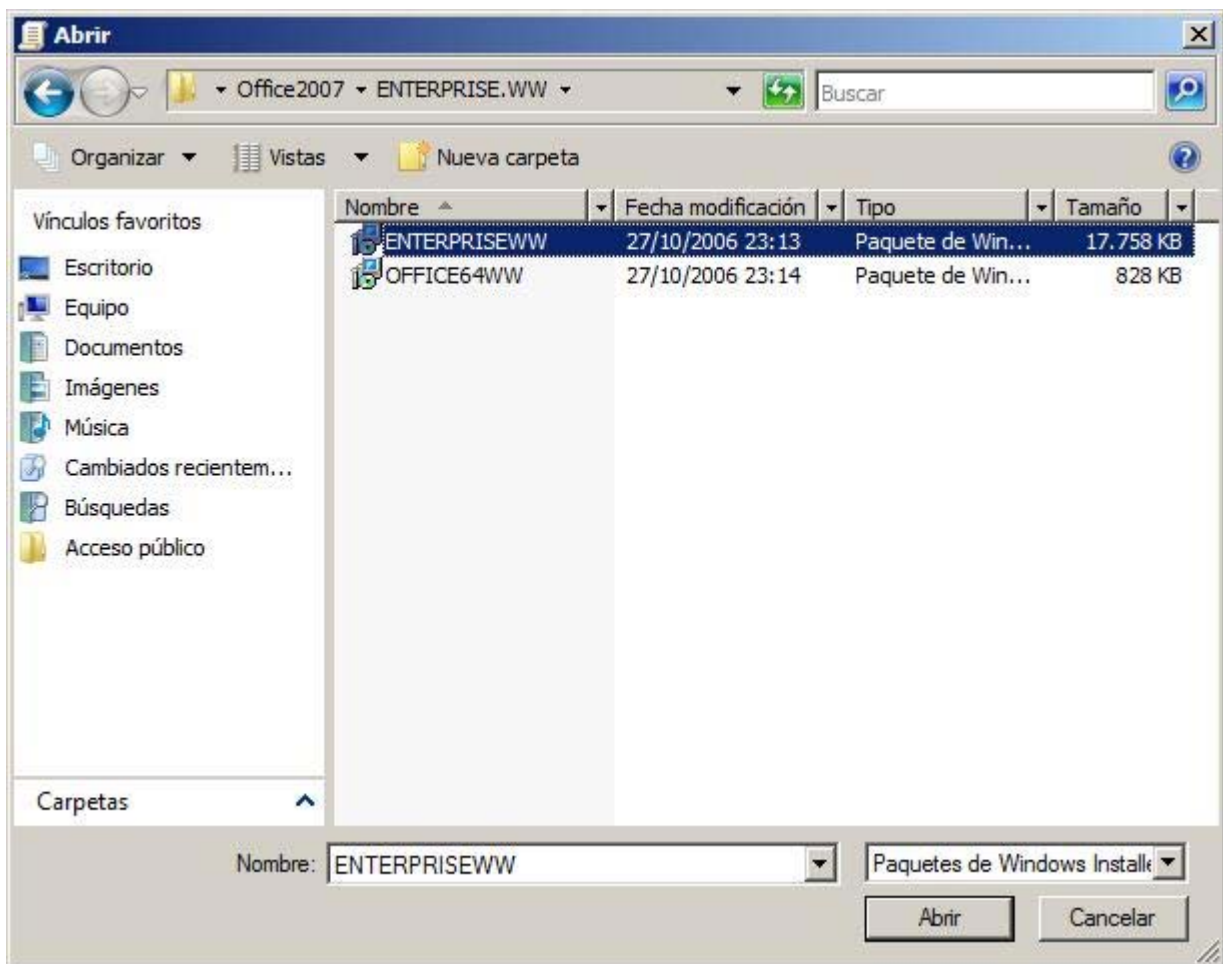 Abrir
Office2007 ENTERPRISE.WW Buscar
Organizar Vistas Nueva carpeta
Vínculos favoritos
Escritorio
Equipo
Documentos
Imágenes
Música
Cambiados recientem...
Búsquedas
Acceso público
Carpetas
Nombre Fecha modificación Tipo Tamaño
ENTERPRISEWW 27/10/2006 23:13 Paquete de Win... 17.758 KB
OFFICE64WW 27/10/2006 23:14 Paquete de Win... 828 KB
Nombre: ENTERPRISEWW Paquetes de Windows Installe
Abrir Cancelar